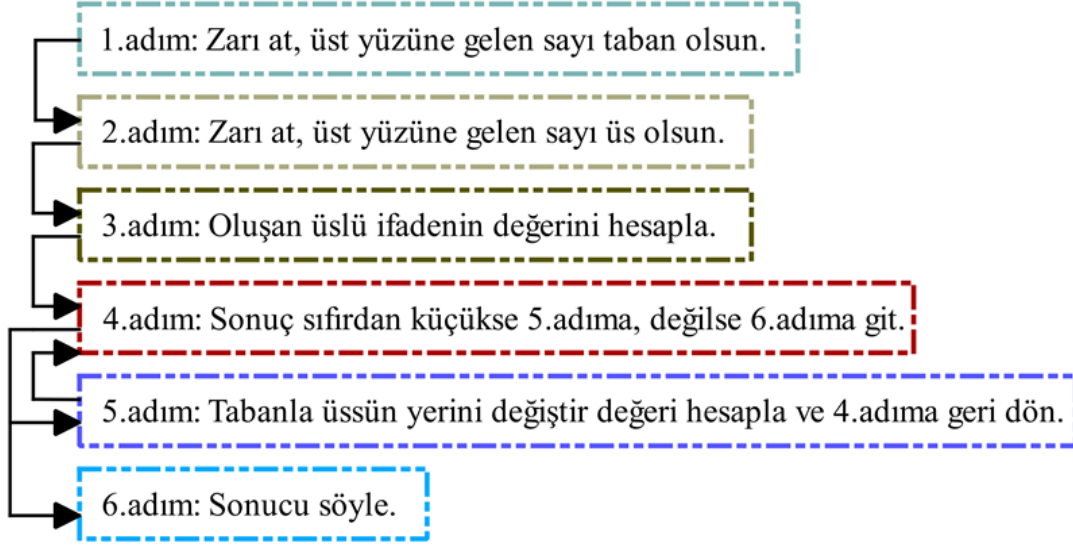 1.adım: Zarı at, üst yüzüne gelen sayı taban olsun.
2.adım: Zarı at, üst yüzüne gelen sayı üs olsun.
3.adım: Oluşan üslü ifadenin değerini hesapla.
4.adım: Sonuç sıfırdan küçükse 5.adıma, değilse 6.adıma git.
5.adım: Tabanla üssün yerini değiştir değeri hesapla ve 4.adıma geri dön.
6.adım: Sonucu söyle.